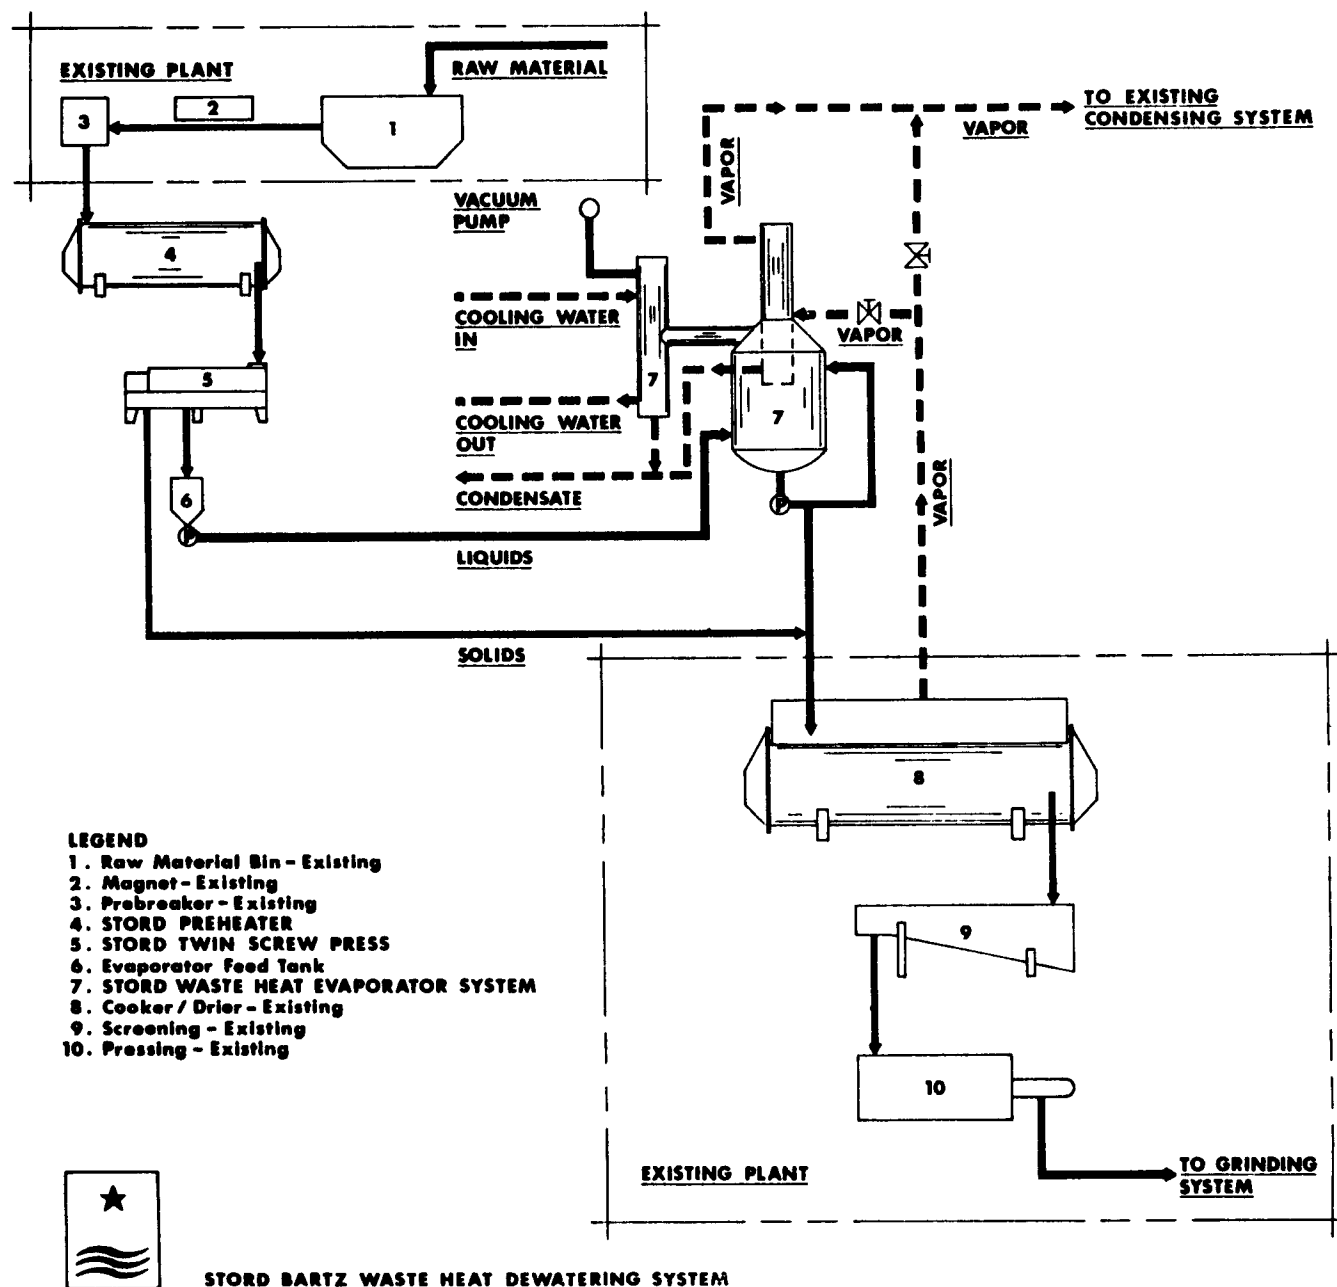 EXISTING PLANT
RAW MATERIAL
1
2
3
TO EXISTING
CONDENSING SYSTEM
VAPOR
VAPOR
VACUUM
PUMP
4
COOLING WATER
IN
VAPOR
5
7
COOLING WATER
OUT
7
6
CONDENSATE
P
P
VAPOR
LIQUIDS
SOLIDS
8
LEGEND
1. Raw Material Bin - Existing
2. Magnet - Existing
3. Prebreaker - Existing
4. STORD PREHEATER
5. STORD TWIN SCREW PRESS
6. Evaporator Feed Tank
7. STORD WASTE HEAT EVAPORATOR SYSTEM
8. Cooker / Drier - Existing
9. Screening - Existing
10. Pressing - Existing
9
10
EXISTING PLANT
TO GRINDING
SYSTEM
STORD BARTZ WASTE HEAT DEWATERING SYSTEM